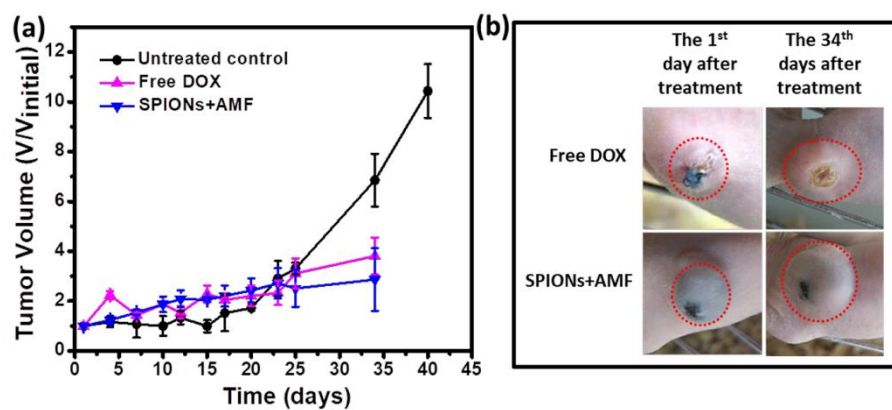 (a)
12
10
8
6
4
2
0
Tumor Volume (V/Vinitial)
Untreated control
Free DOX
SPIONs+AMF
0 5 10 15 20 25 30 35 40 45
Time (days)
(b)
The 1st
day after
treatment
The 34th
days after
treatment
Free DOX
SPIONs+AMF